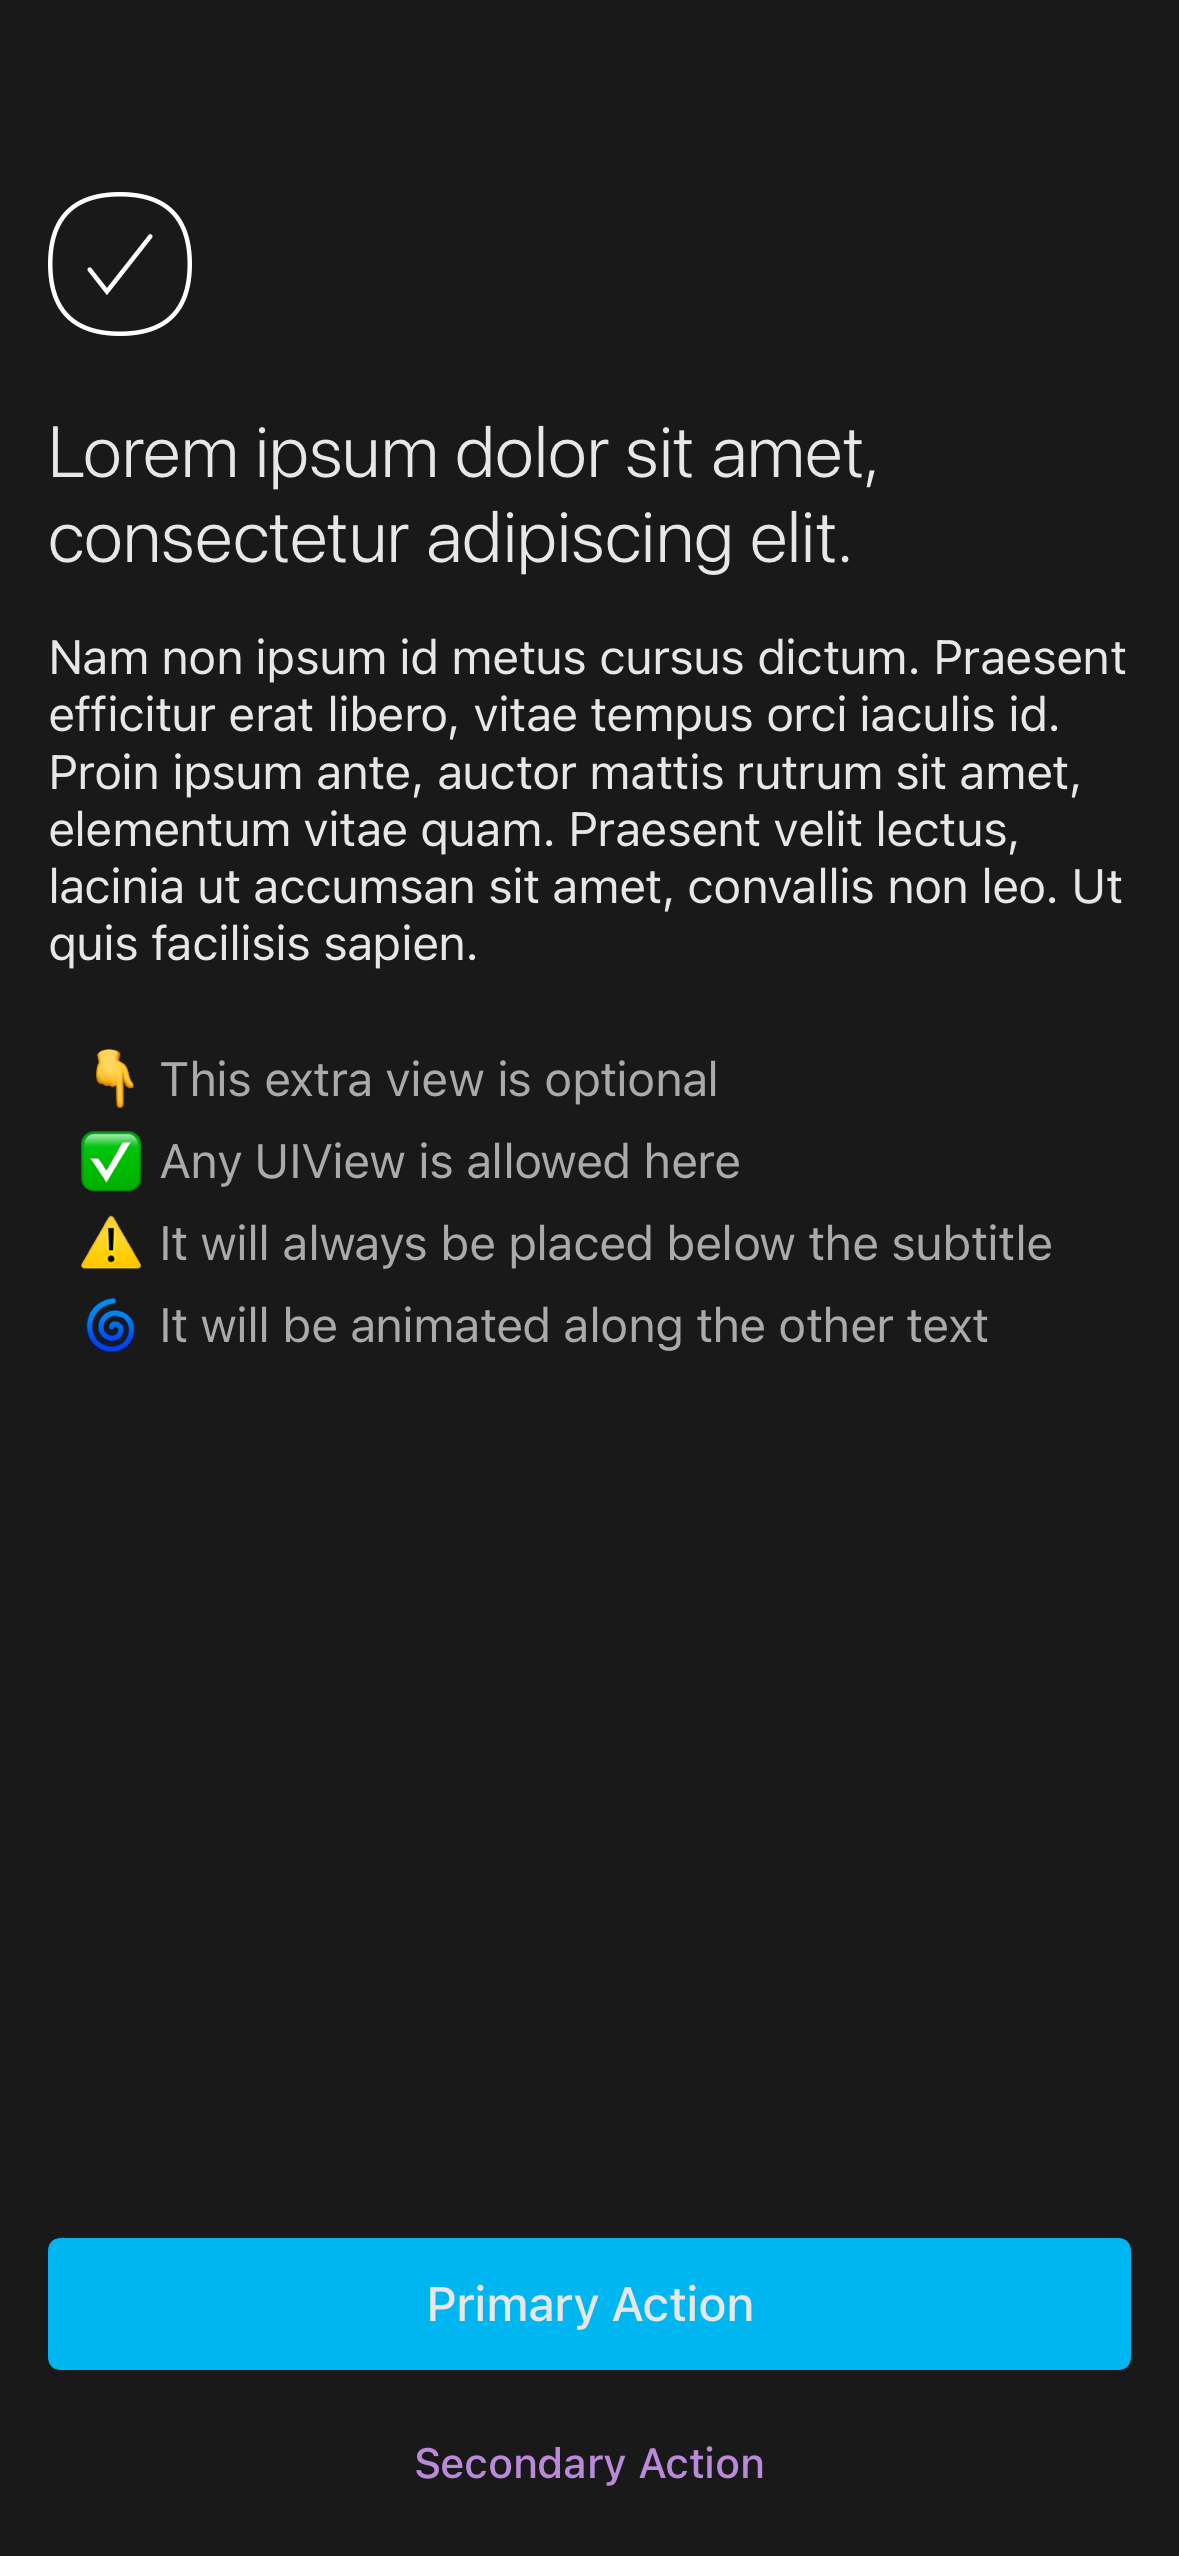 Lorem ipsum dolor sit amet,
consectetur adipiscing elit.
Nam non ipsum id metus cursus dictum. Praesent
efficitur erat libero, vitae tempus orci iaculis id.
Proin ipsum ante, auctor mattis rutrum sit amet,
elementum vitae quam. Praesent velit lectus,
lacinia ut accumsan sit amet, convallis non leo. Ut
quis facilisis sapien.
👇 This extra view is optional
✅ Any UIView is allowed here
⚠️ It will always be placed below the subtitle
🌀 It will be animated along the other text
Primary Action
Secondary Action